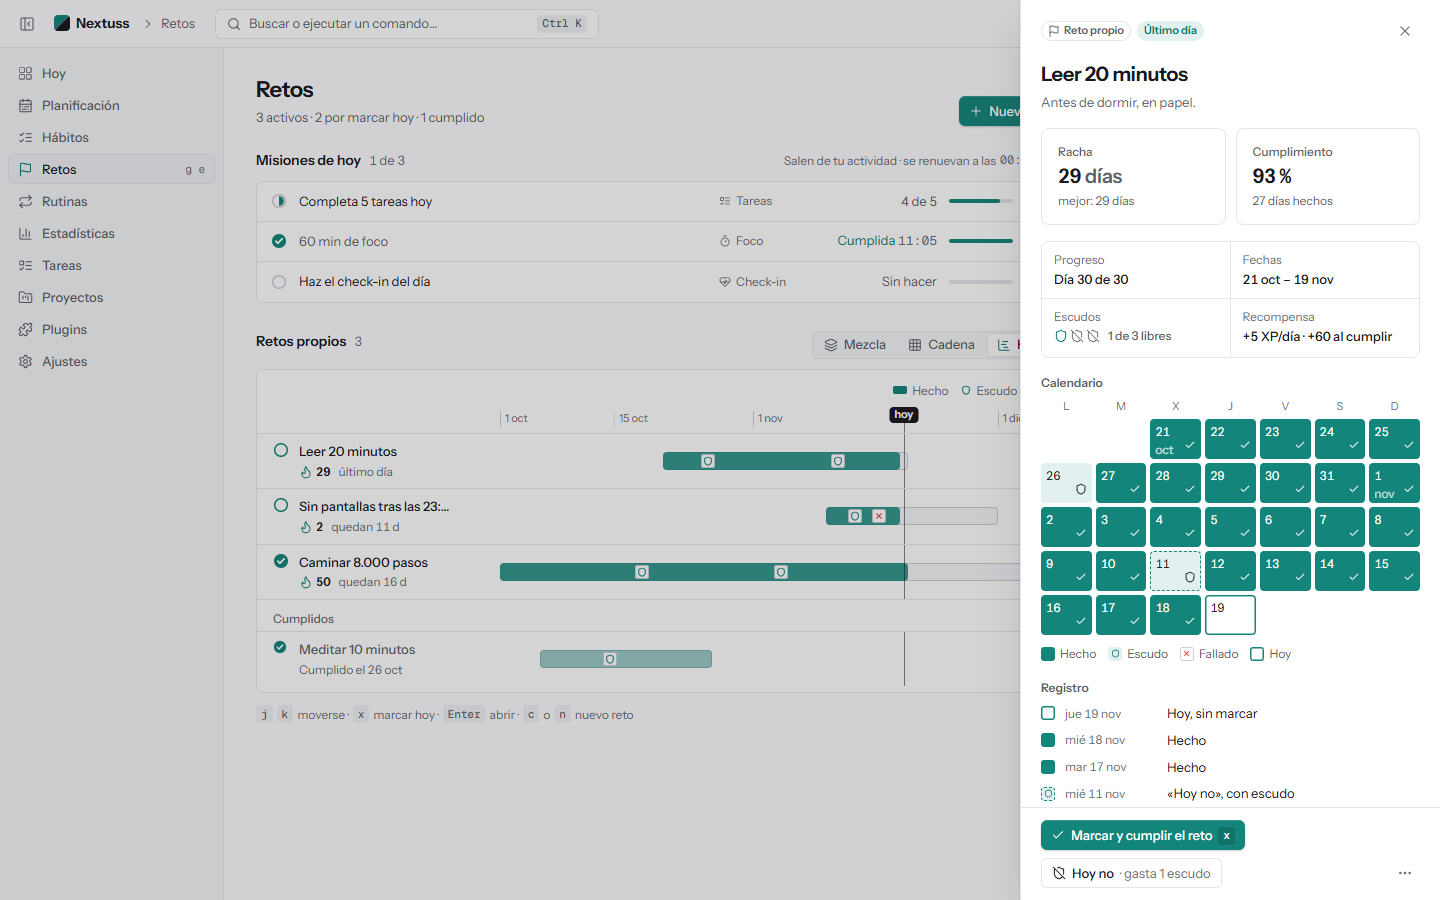 Nextuss
Retos
Buscar o ejecutar un comando...
Ctrl K
Hoy
Planificación
Hábitos
Retos
g e
Rutinas
Estadísticas
Tareas
Proyectos
Plugins
Ajustes
Retos
3 activos · 2 por marcar hoy · 1 cumplido
Misiones de hoy 1 de 3
Salen de tu actividad · se renuevan a las 00:
Completa 5 tareas hoy
Tareas
4 de 5
60 min de foco
Foco
Cumplida 11:05
Haz el check-in del día
Check-in
Sin hacer
Retos propios 3
Mezcla
Cadena
Hecho
Escudo
1 oct
15 oct
1 nov
hoy
Leer 20 minutos
29 último día
Sin pantallas tras las 23:...
2 quedan 11 d
Caminar 8.000 pasos
50 quedan 16 d
Cumplidos
Meditar 10 minutos
Cumplido el 26 oct
j k moverse · x marcar hoy · Enter abrir · c o n nuevo reto
Reto propio
Último día
Leer 20 minutos
Antes de dormir, en papel.
Racha
29 días
mejor: 29 días
Cumplimiento
93 %
27 días hechos
Progreso
Día 30 de 30
Fechas
21 oct – 19 nov
Escudos
1 de 3 libres
Recompensa
+5 XP/día · +60 al cumplir
Calendario
L M X J V S D
21 oct 22 23 24 25
26 27 28 29 30 31 1 nov
2 3 4 5 6 7 8
9 10 11 12 13 14 15
16 17 18 19
Hecho
Escudo
Fallado
Hoy
Registro
jue 19 nov Hoy, sin marcar
mié 18 nov Hecho
mar 17 nov Hecho
mié 11 nov «Hoy no», con escudo
Marcar y cumplir el reto x
Hoy no · gasta 1 escudo